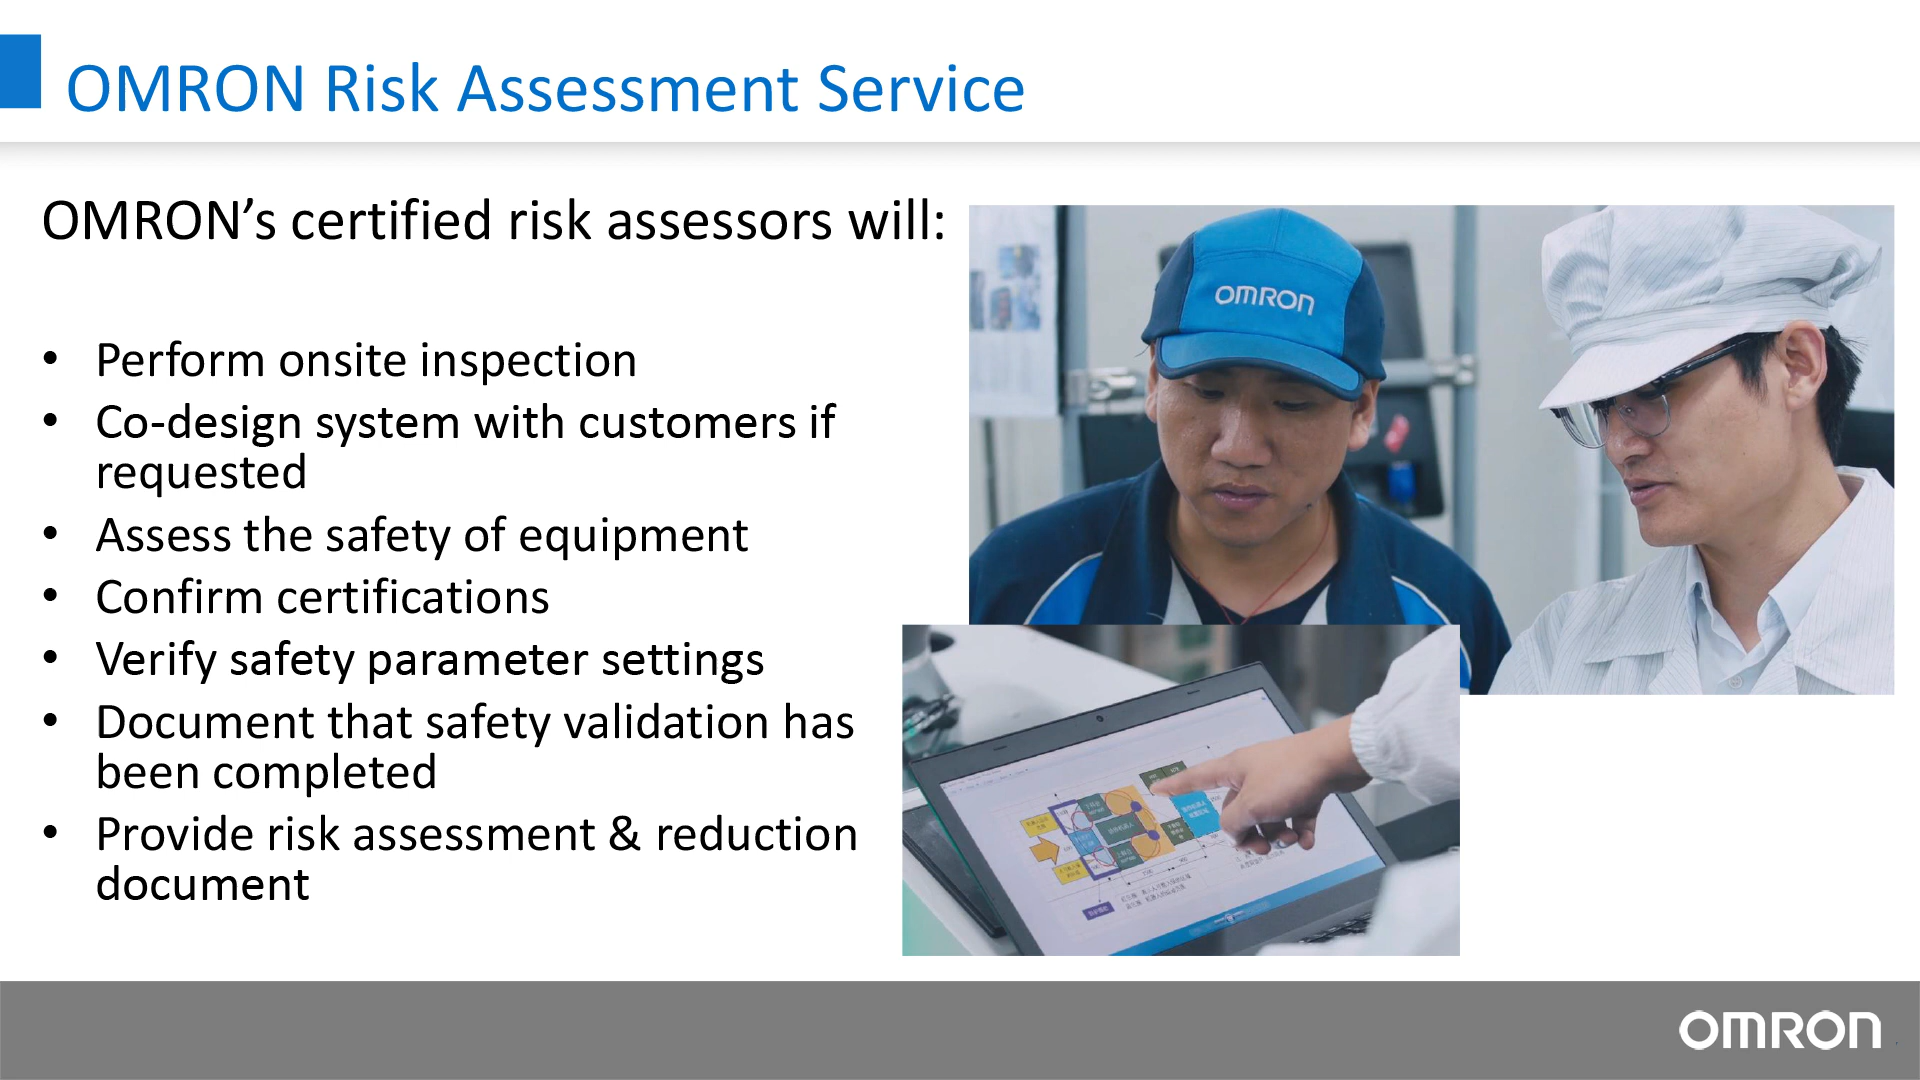 OMRON Risk Assessment Service
OMRON’s certified risk assessors will:
• Perform onsite inspection
• Co-design system with customers if
requested
• Assess the safety of equipment
• Confirm certifications
• Verify safety parameter settings
• Document that safety validation has
been completed
• Provide risk assessment & reduction
document
OMRON
OMRON